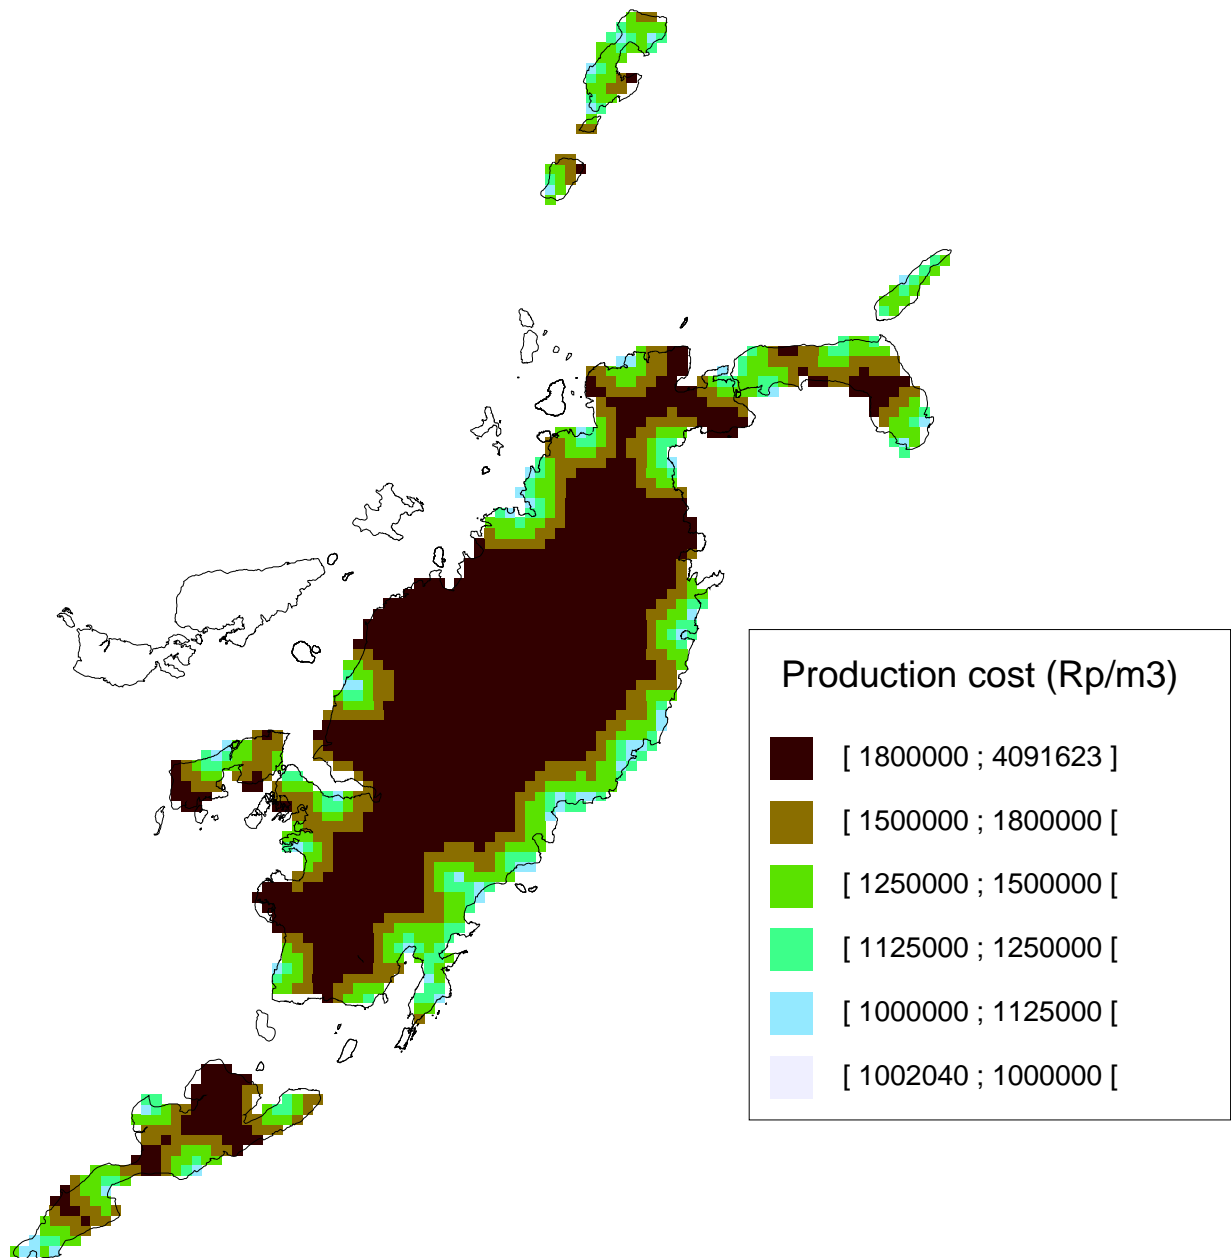 Production cost (Rp/m3)
[ 1800000 ; 4091623 ]
[ 1500000 ; 1800000 [
[ 1250000 ; 1500000 [
[ 1125000 ; 1250000 [
[ 1000000 ; 1125000 [
[ 1002040 ; 1000000 [